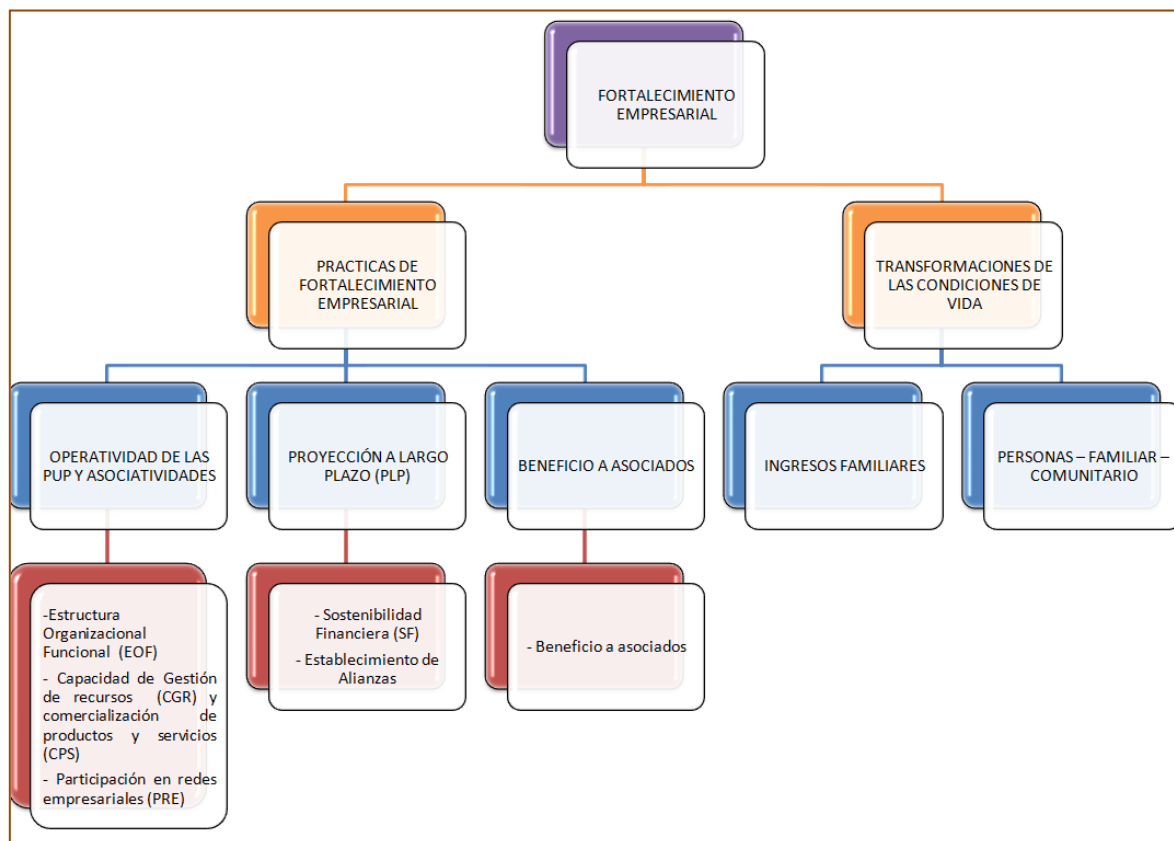 FORTALECIMIENTO
EMPRESARIAL
PRACTICAS DE
FORTALECIMIENTO
EMPRESARIAL
TRANSFORMACIONES DE
LAS CONDICIONES DE
VIDA
OPERATIVIDAD DE LAS
PUP Y ASOCIATIVIDADES
PROYECCIÓN A LARGO
PLAZO (PLP)
BENEFICIO A ASOCIADOS
INGRESOS FAMILIARES
PERSONAS – FAMILIAR –
COMUNITARIO
-Estructura
Organizacional
Funcional (EOF)
- Capacidad de Gestión
de recursos (CGR) y
comercialización de
productos y servicios
(CPS)
- Participación en redes
empresariales (PRE)
- Sostenibilidad
Financiera (SF)
- Establecimiento de
Alianzas
- Beneficio a asociados